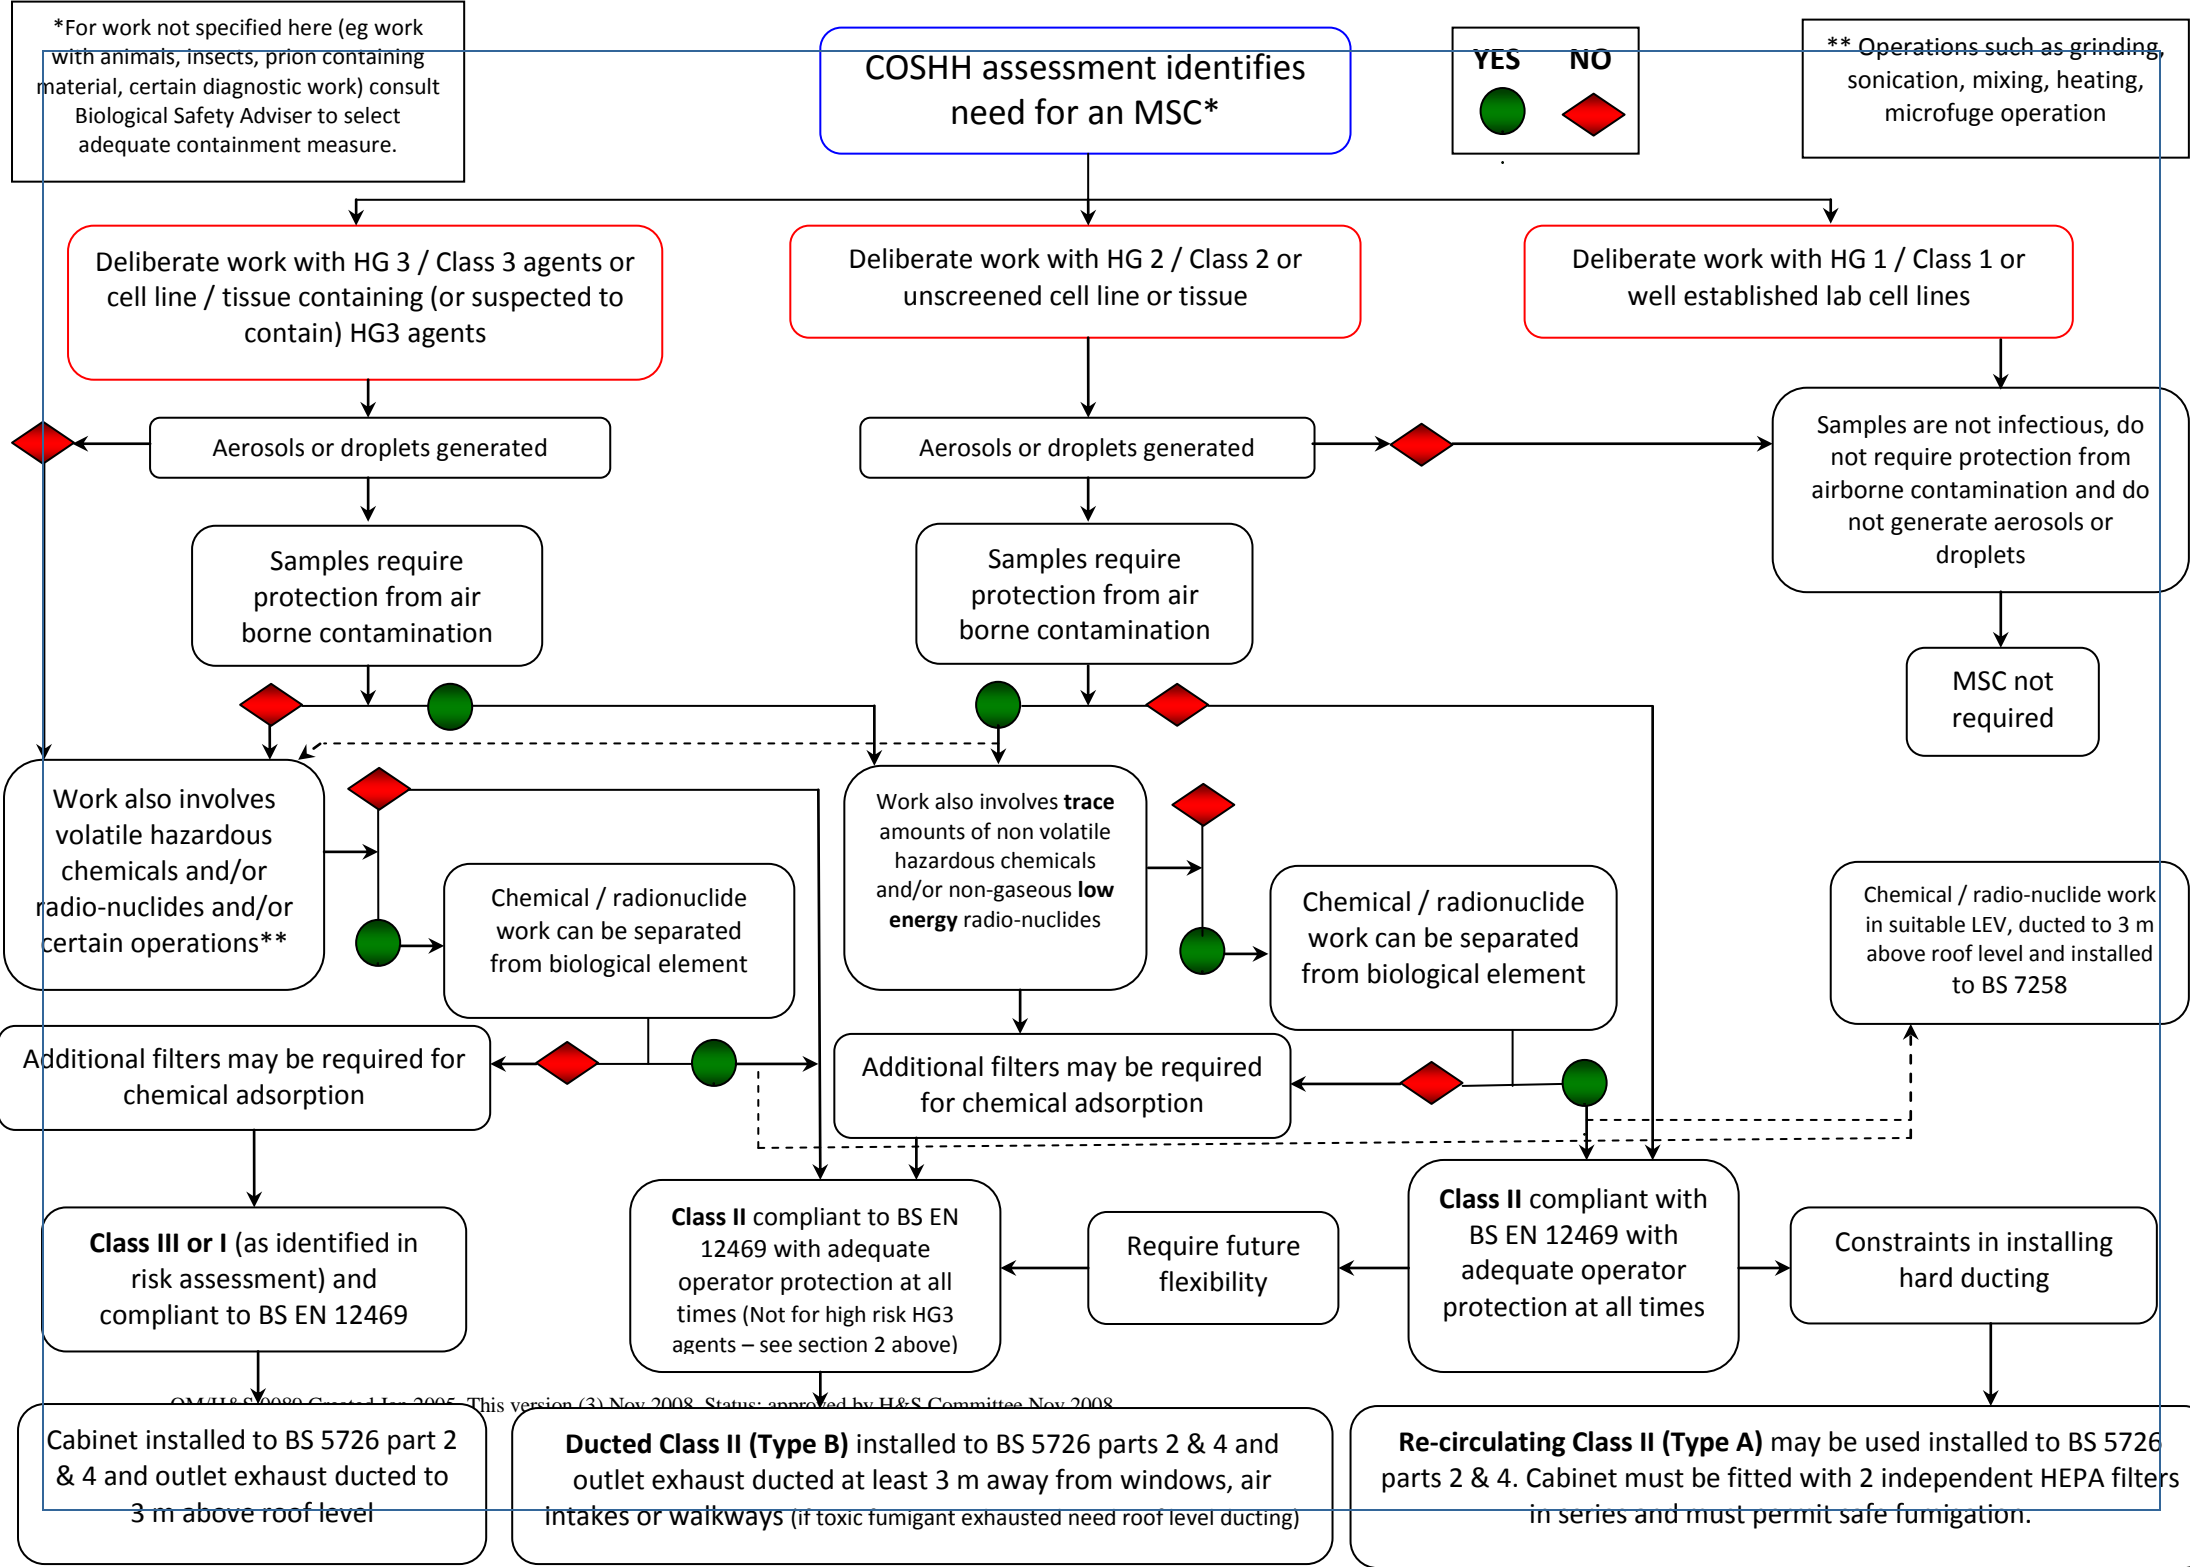 *For work not specified here (eg work
with animals, insects, prion containing
material, certain diagnostic work) consult
Biological Safety Adviser to select
adequate containment measure.
COSHH assessment identifies
need for an MSC*
YES NO
** Operations such as grinding,
sonication, mixing, heating,
microfuge operation
Deliberate work with HG 3 / Class 3 agents or
cell line / tissue containing (or suspected to
contain) HG3 agents
Deliberate work with HG 2 / Class 2 or
unscreened cell line or tissue
Deliberate work with HG 1 / Class 1 or
well established lab cell lines
Aerosols or droplets generated
Aerosols or droplets generated
Samples are not infectious, do
not require protection from
airborne contamination and do
not generate aerosols or
droplets
Samples require
protection from air
borne contamination
Samples require
protection from air
borne contamination
MSC not
required
Work also involves
volatile hazardous
chemicals and/or
radio-nuclides and/or
certain operations**
Work also involves trace
amounts of non volatile
hazardous chemicals
and/or non-gaseous low
energy radio-nuclides
Chemical / radionuclide
work can be separated
from biological element
Chemical / radionuclide
work can be separated
from biological element
Chemical / radio-nuclide work
in suitable LEV, ducted to 3 m
above roof level and installed
to BS 7258
Additional filters may be required for
chemical adsorption
Additional filters may be required
for chemical adsorption
Class III or I (as identified in
risk assessment) and
compliant to BS EN 12469
Class II compliant to BS EN
12469 with adequate
operator protection at all
times (Not for high risk HG3
agents – see section 2 above)
Require future
flexibility
Class II compliant with
BS EN 12469 with
adequate operator
protection at all times
Constraints in installing
hard ducting
QM/H&S/0089 Created Jan 2005. This version (3) Nov 2008. Status: approved by H&S Committee Nov 2008
Cabinet installed to BS 5726 part 2
& 4 and outlet exhaust ducted to
3 m above roof level
Ducted Class II (Type B) installed to BS 5726 parts 2 & 4 and
outlet exhaust ducted at least 3 m away from windows, air
intakes or walkways (if toxic fumigant exhausted need roof level ducting)
Re-circulating Class II (Type A) may be used installed to BS 5726
parts 2 & 4. Cabinet must be fitted with 2 independent HEPA filters
in series and must permit safe fumigation.